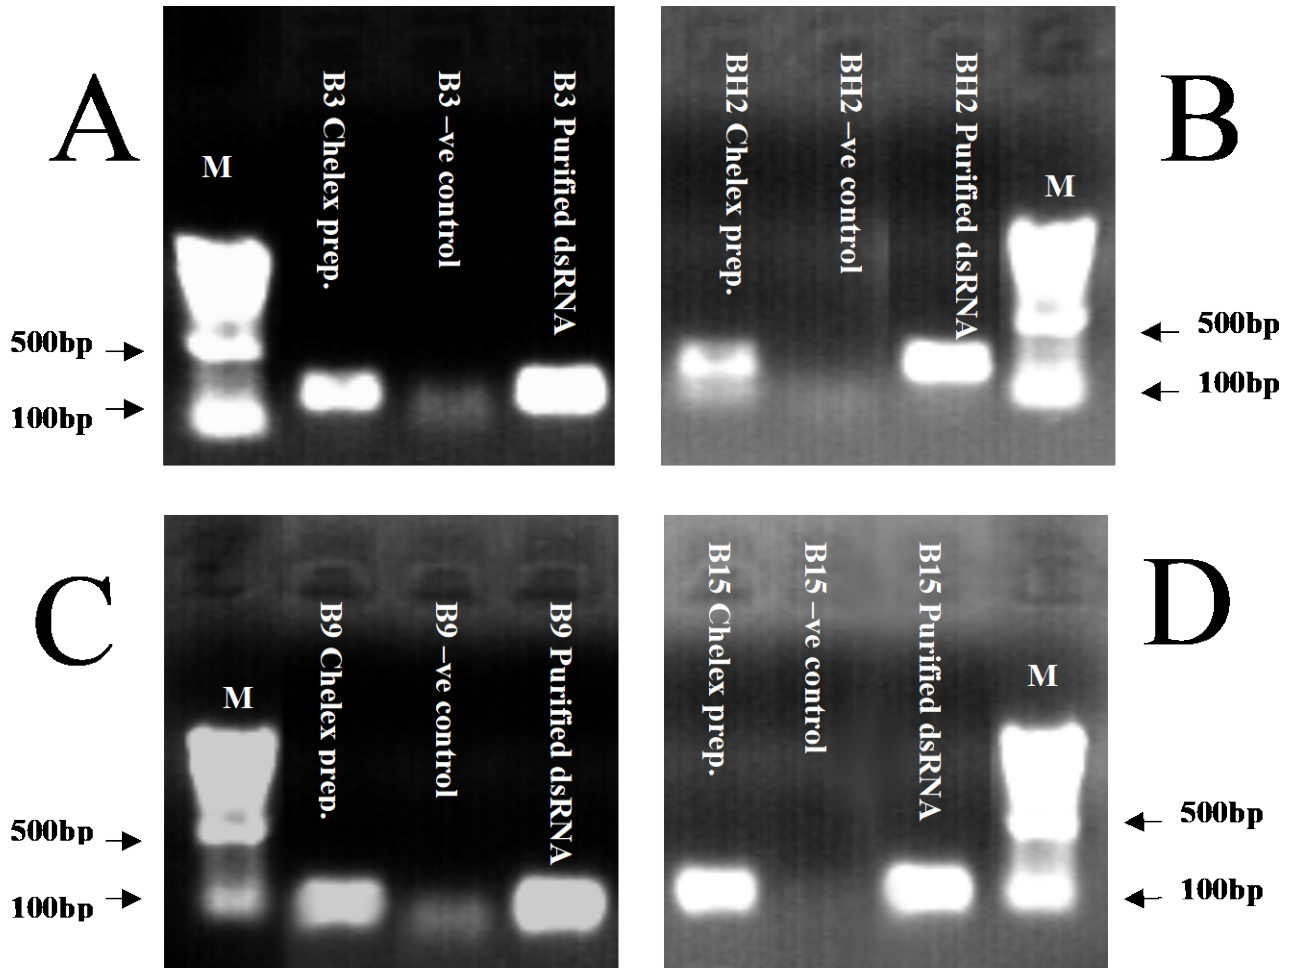 A
M
B3 Chelex prep.
B3 –ve control
B3 Purified dsRNA
500bp
100bp
B
BH2 Chelex prep.
BH2 –ve control
BH2 Purified dsRNA
M
500bp
100bp
C
M
B9 Chelex prep.
B9 –ve control
B9 Purified dsRNA
500bp
100bp
D
B15 Chelex prep.
B15 –ve control
B15 Purified dsRNA
M
500bp
100bp